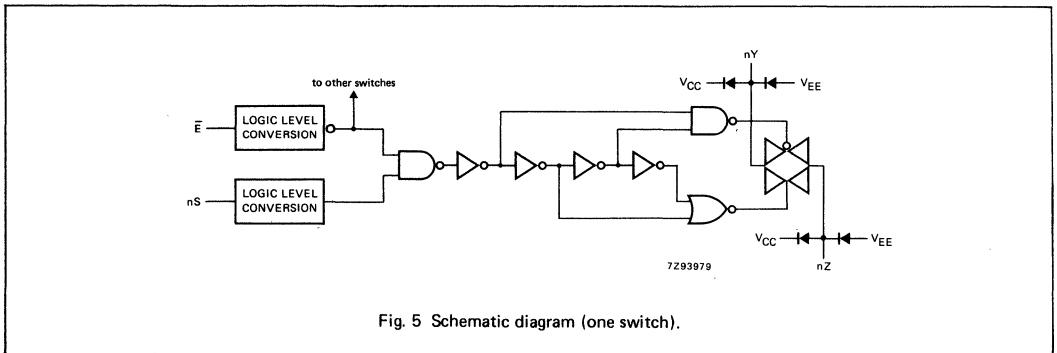 nY
to other switches
VCC
VEE
E
LOGIC LEVEL
CONVERSION
nS
LOGIC LEVEL
CONVERSION
VCC
VEE
7Z93979
nZ
Fig. 5 Schematic diagram (one switch).